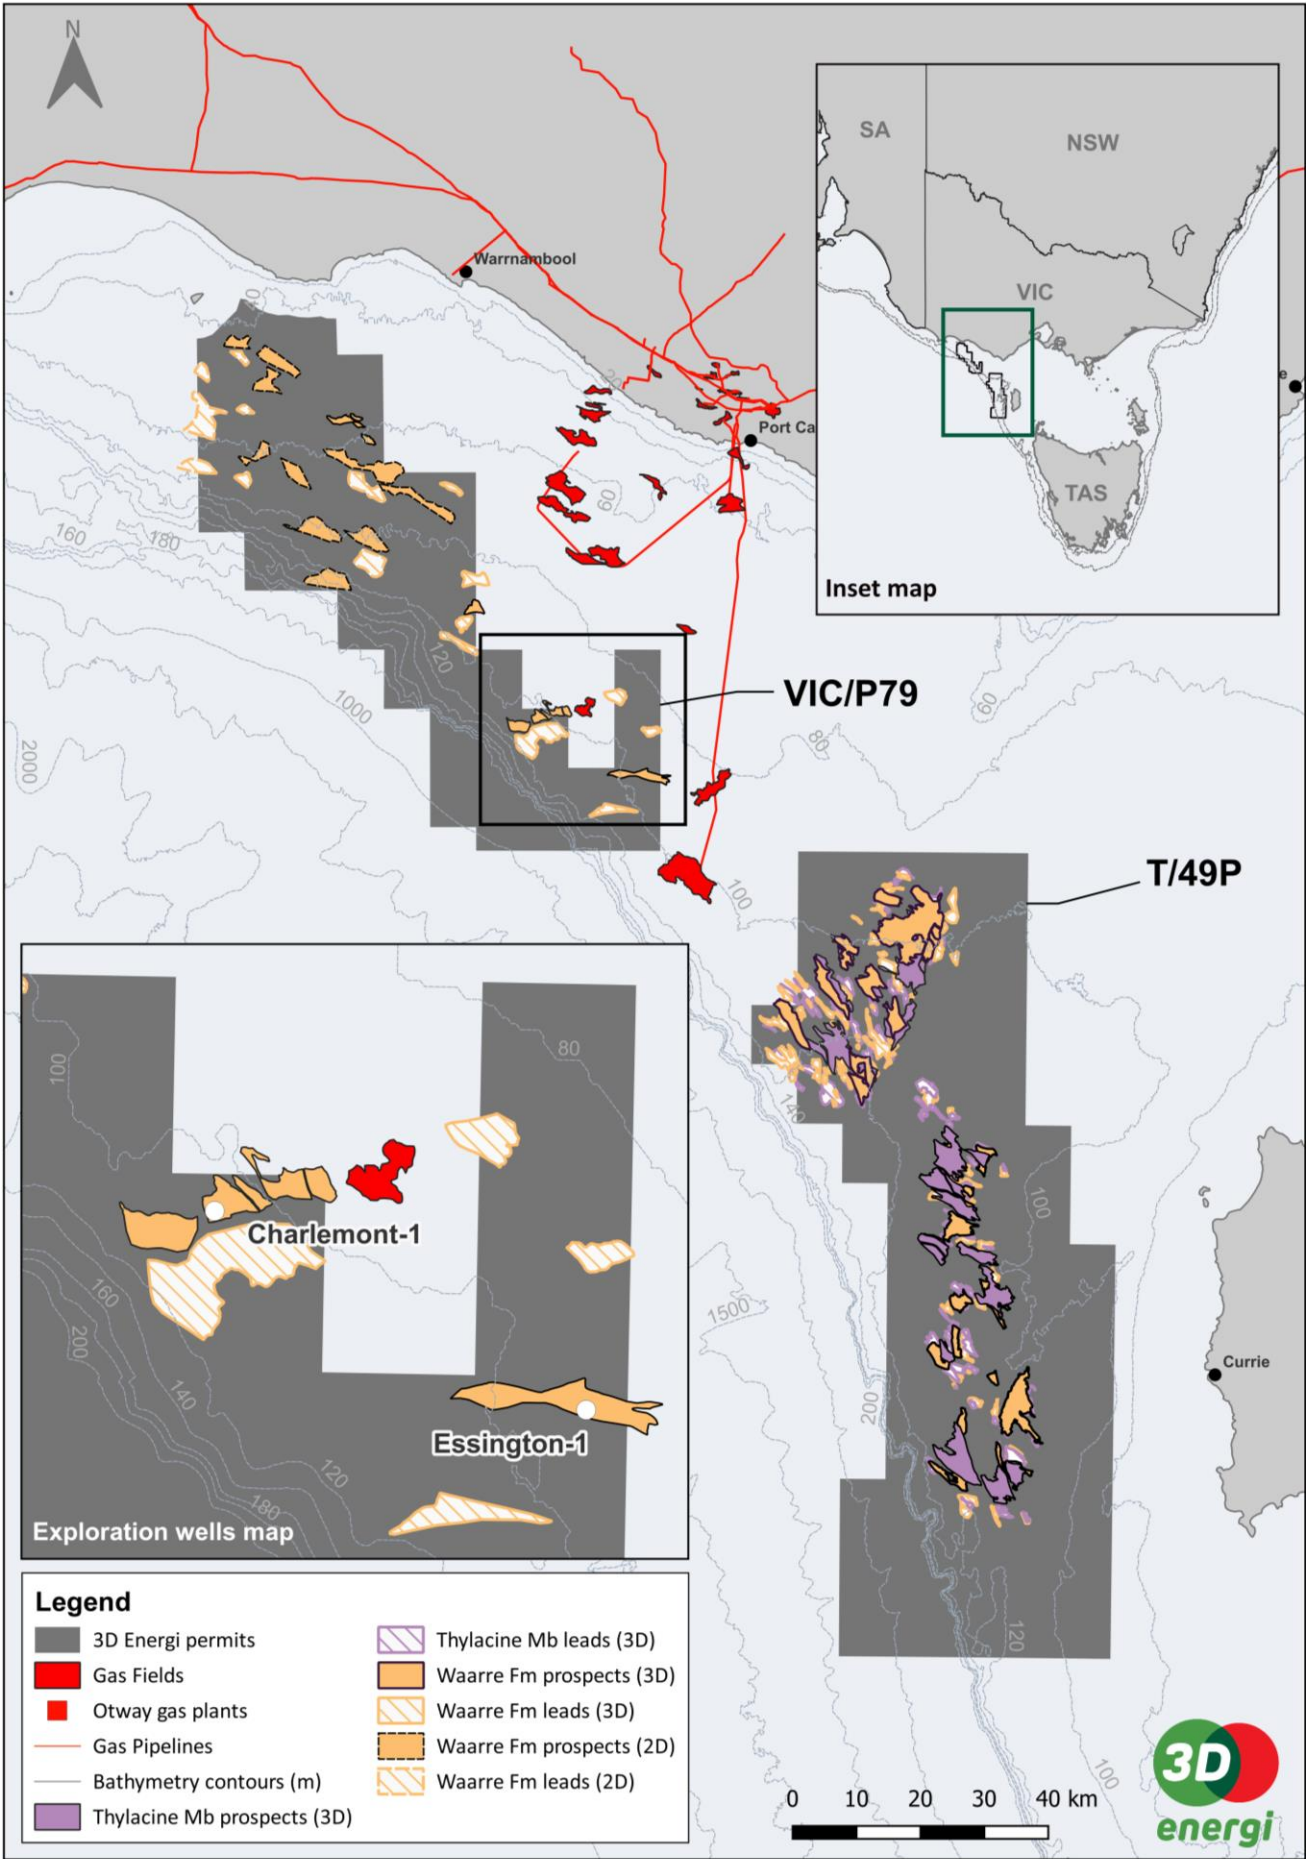 N
SA
NSW
VIC
TAS
Inset map
e
Warrnambool
20
Port Ca
60
160
180
120
1000
2000
VIC/P79
60
80
100
T/49P
140
100
1500
200
Currie
120
100
100
80
Charlemont-1
160
200
140
Essington-1
120
180
Exploration wells map
Legend
3D Energi permits
Gas Fields
Otway gas plants
Gas Pipelines
Bathymetry contours (m)
Thylacine Mb prospects (3D)
Thylacine Mb leads (3D)
Waarre Fm prospects (3D)
Waarre Fm leads (3D)
Waarre Fm prospects (2D)
Waarre Fm leads (2D)
0 10 20 30 40 km
3D
energi